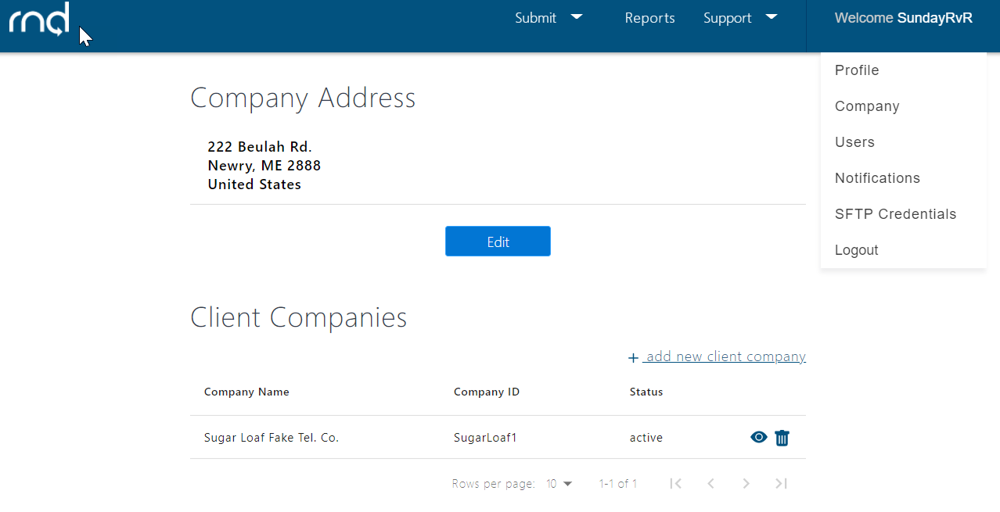 rnd
Submit
Reports
Support
Welcome SundayRvR
Profile
Company
Users
Notifications
SFTP Credentials
Logout
Company Address
222 Beulah Rd.
Newry, ME 2888
United States
Edit
Client Companies
+ add new client company
Company Name Company ID Status
Sugar Loaf Fake Tel. Co. SugarLoaf1 active
Rows per page: 10 1-1 of 1